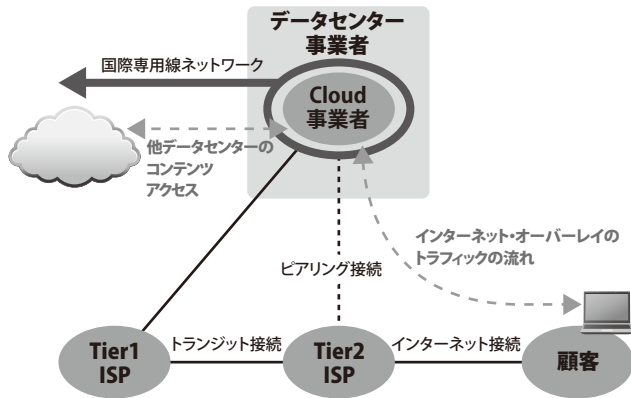 データセンター
事業者
国際専用線ネットワーク
Cloud
事業者
他データセンターの
コンテンツ
アクセス
インターネット・オーバーレイの
トラフィックの流れ
ピアリング接続
Tier1
ISP
トランジット接続
Tier2
ISP
インターネット接続
顧客